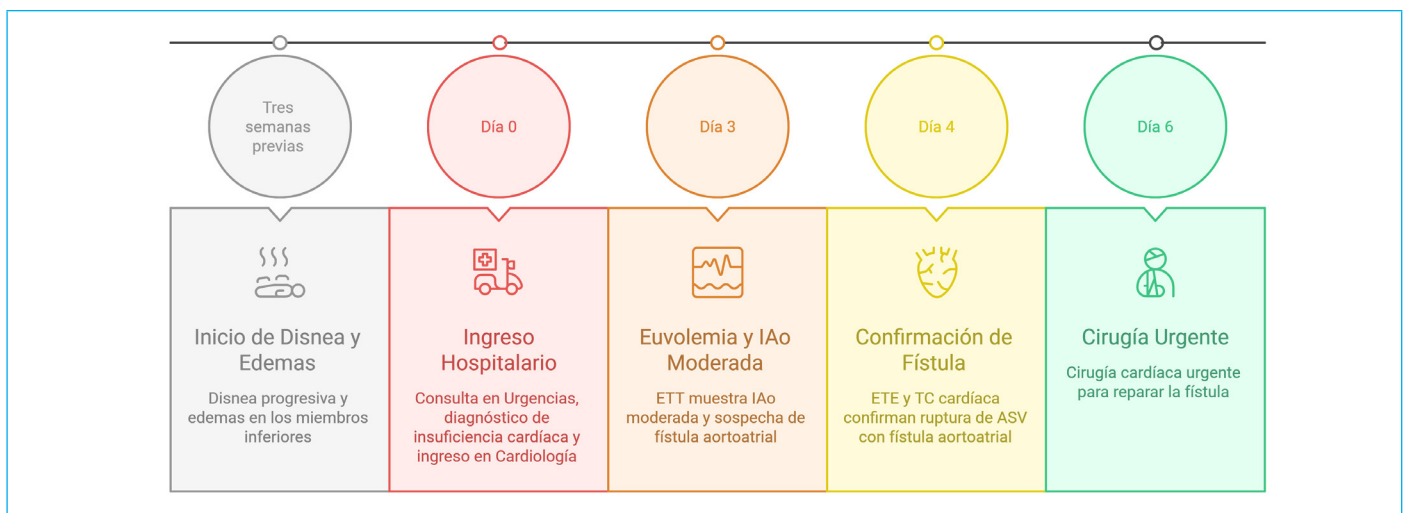 Tres
semanas
previas
Día 0
Día 3
Día 4
Día 6
Inicio de Disnea y
Edemas
Disnea progresiva y
edemas en los miembros
inferiores
Ingreso
Hospitalario
Consulta en Urgencias,
diagnóstico de
insuficiencia cardíaca y
ingreso en Cardiología
Euvolemia y IAo
Moderada
ETT muestra IAo
moderada y sospecha de
fístula aortoatrial
Confirmación de
Fístula
ETE y TC cardíaca
confirman ruptura de ASV
con fístula aortoatrial
Cirugía Urgente
Cirugía cardíaca urgente
para reparar la fístula